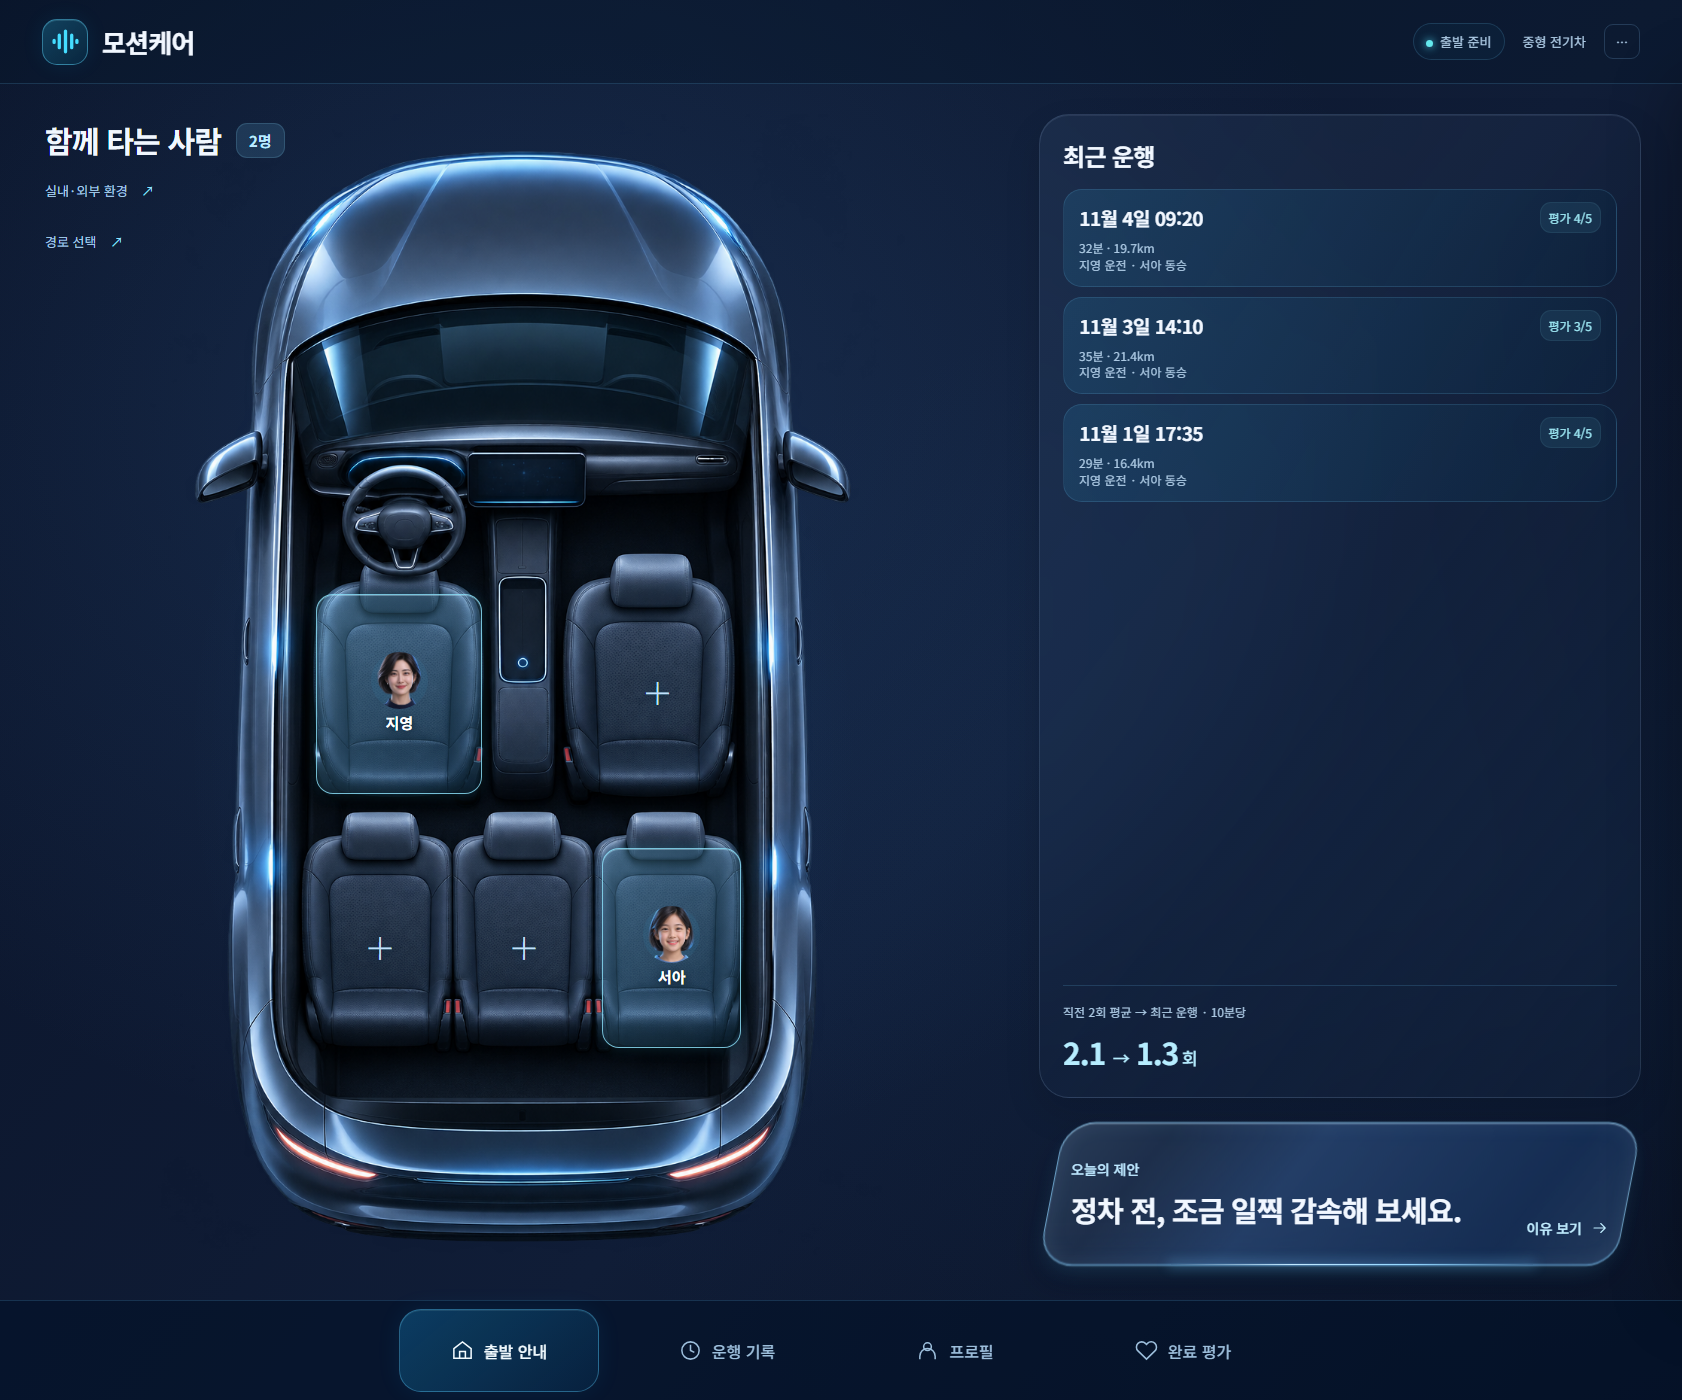 모션케어
출발 준비
중형 전기차
···
함께 타는 사람
2명
실내·외부 환경 ↗
경로 선택 ↗
지영
서아
최근 운행
11월 4일 09:20
평가 4/5
32분 · 19.7km
지영 운전 · 서아 동승
11월 3일 14:10
평가 3/5
35분 · 21.4km
지영 운전 · 서아 동승
11월 1일 17:35
평가 4/5
29분 · 16.4km
지영 운전 · 서아 동승
직전 2회 평균 → 최근 운행 · 10분당
2.1 → 1.3회
오늘의 제안
정차 전, 조금 일찍 감속해 보세요.
이유 보기 →
출발 안내
운행 기록
프로필
완료 평가